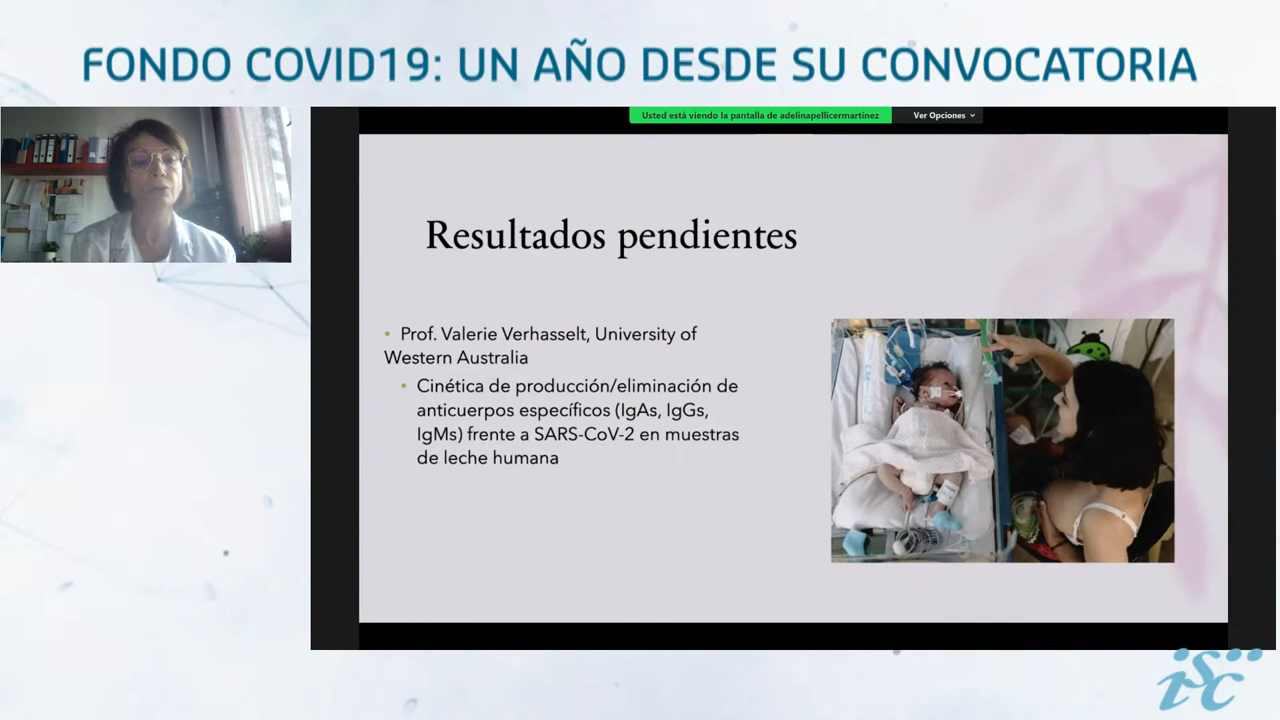 FONDO COVID19: UN AÑO DESDE SU CONVOCATORIA
Usted está viendo la pantalla de adelinapellicermartinez
Ver Opciones
Resultados pendientes
• Prof. Valerie Verhasselt, University of
Western Australia
• Cinética de producción/eliminación de
anticuerpos específicos (IgAs, IgGs,
IgMs) frente a SARS-CoV-2 en muestras
de leche humana
isciii